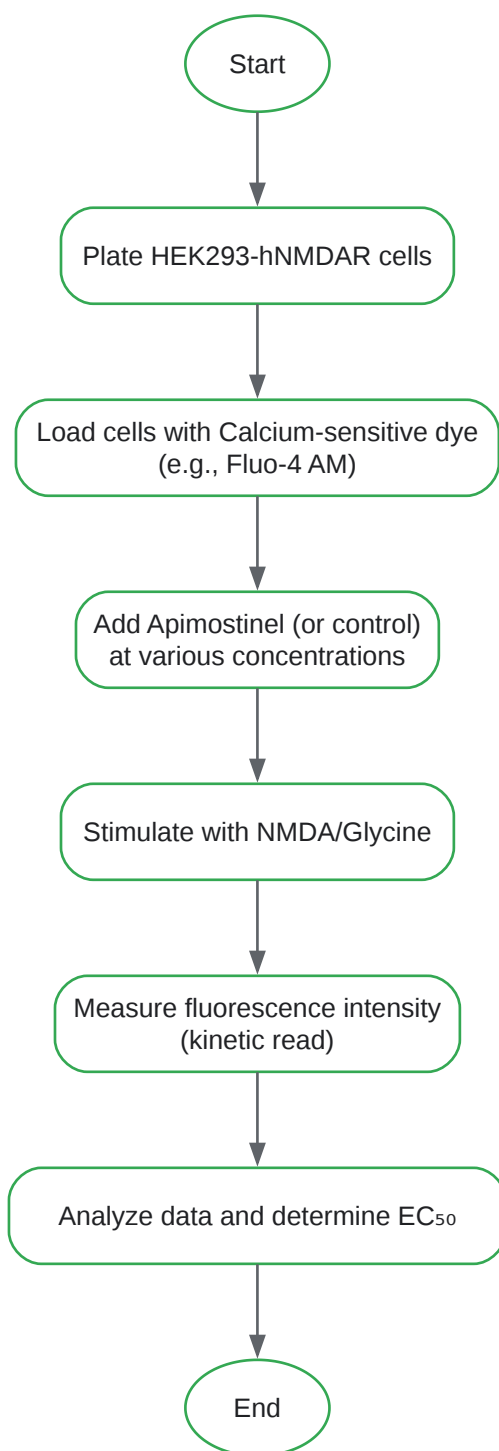 Start
Plate HEK293-hNMDAR cells
Load cells with Calcium-sensitive dye
(e.g., Fluo-4 AM)
Add Apimostinel (or control)
at various concentrations
Stimulate with NMDA/Glycine
Measure fluorescence intensity
(kinetic read)
Analyze data and determine EC₅₀
End